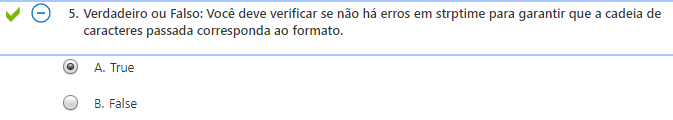 5. Verdadeiro ou Falso: Você deve verificar se não há erros em strptime para garantir que a cadeia de
caracteres passada corresponda ao formato.
A. True
B. False